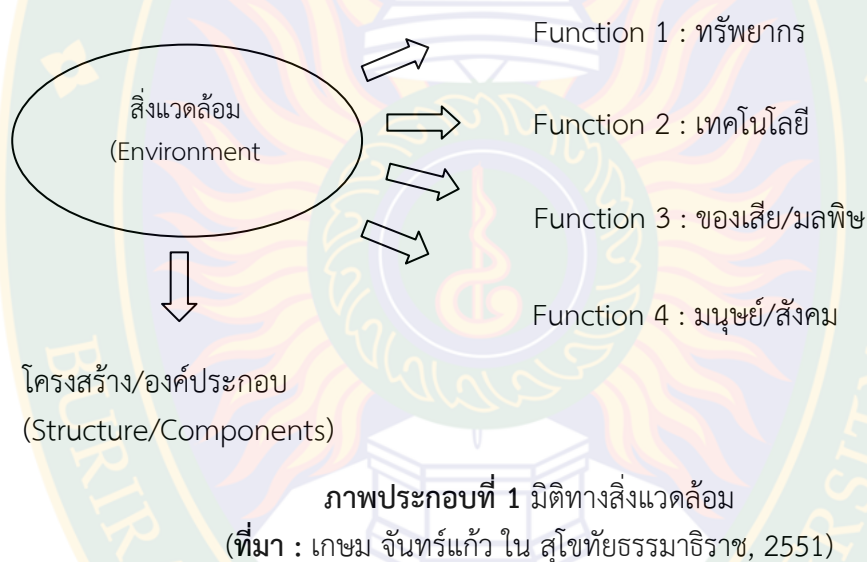 Function 1 : ทรัพยากร
สิ่งแวดล้อม
(Environment
Function 2 : เทคโนโลยี
Function 3 : ของเสีย/มลพิษ
Function 4 : มนุษย์/สังคม
โครงสร้าง/องค์ประกอบ
(Structure/Components)
ภาพประกอบที่ 1 มิติทางสิ่งแวดล้อม
(ที่มา : เกษม จันทร์แก้ว ใน สุโขทัยธรรมาธิราช, 2551)